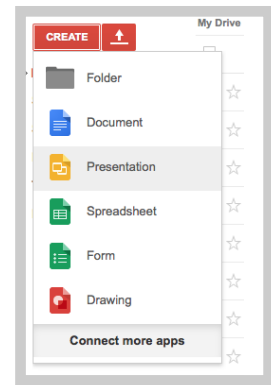 My Drive
CREATE
Folder
Document
Presentation
Spreadsheet
Form
Drawing
Connect more apps